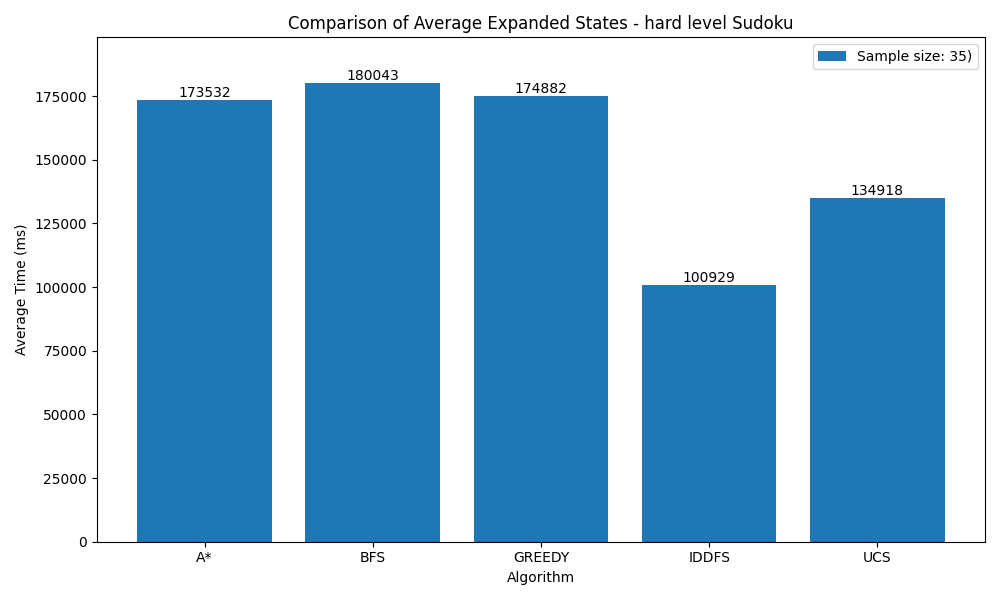 Comparison of Average Expanded States - hard level Sudoku
Sample size: 35)
Average Time (ms)
175000
150000
125000
100000
75000
50000
25000
0
173532
180043
174882
100929
134918
A*
BFS
GREEDY
IDDFS
UCS
Algorithm